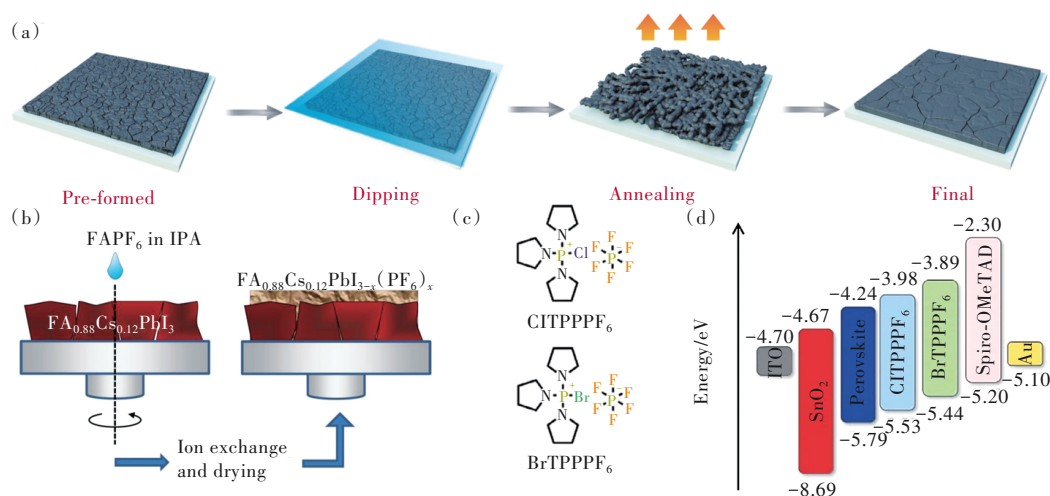 (a)
Pre-formed
Dipping
Annealing
Final
(b)
FAPF₆ in IPA
FA₀.₈₈Cs₀.₁₂PbI₃
FA₀.₈₈Cs₀.₁₂PbI₃₋ₓ(PF₆)ₓ
Ion exchange
and drying
(c)
N
N
P
+
Cl
N
F
F
F
P
−
F
F
F
CITPPPF₆
N
N
P
+
Br
N
F
F
F
P
−
F
F
F
BrTPPPF₆
(d)
Energy/eV
−4.70
ITO
−4.67
SnO₂
−8.69
−4.24
Perovskite
−5.79
−3.98
CITPPPF₆
−5.53
−3.89
BrTPPPF₆
−5.44
−2.30
Spiro-OMeTAD
−5.20
Au
−5.10